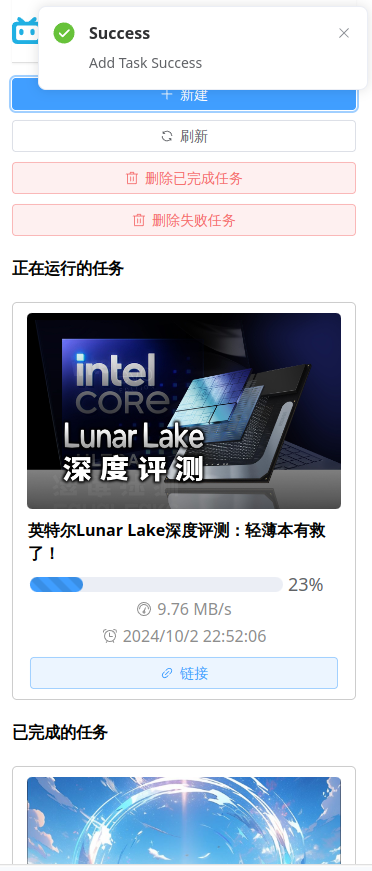 Success
Add Task Success
新建
刷新
删除已完成任务
删除失败任务
正在运行的任务
intel
CORE
Lunar Lake
深度评测
英特尔Lunar Lake深度评测：轻薄本有救
了！
23%
9.76 MB/s
2024/10/2 22:52:06
链接
已完成的任务